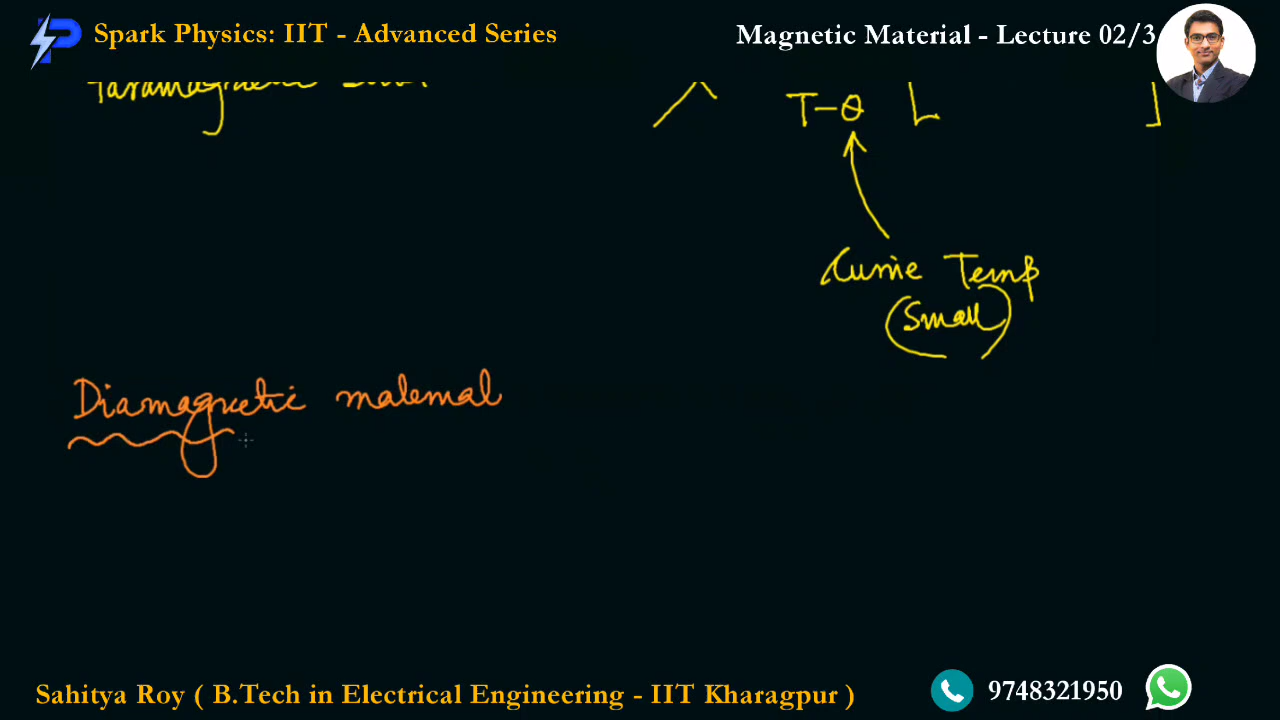 Spark Physics: IIT - Advanced Series
Magnetic Material - Lecture 02/3
T-θ
Curie Temp
(Small)
Diamagnetic material
Sahitya Roy ( B.Tech in Electrical Engineering - IIT Kharagpur )
9748321950